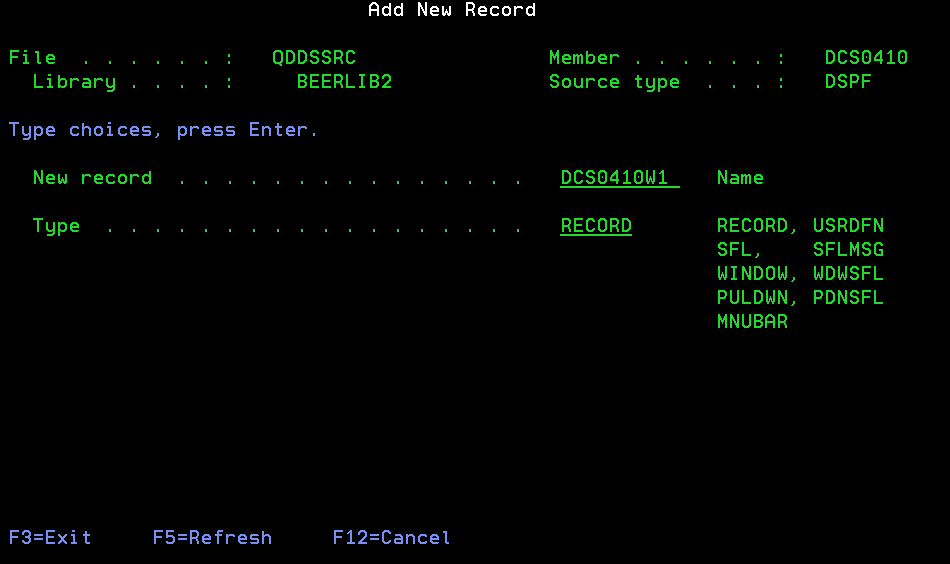 Add New Record
File . . . . . . : QDDSSRC Member . . . . . . : DCS0410
Library . . . . : BEERLIB2 Source type . . . : DSPF
Type choices, press Enter.
New record . . . . . . . . . . . . . . . DCS0410W1 Name
Type . . . . . . . . . . . . . . . . . . RECORD RECORD, USRDFN
SFL, SFLMSG
WINDOW, WDWSFL
PULDWN, PDNSFL
MNUBAR
F3=Exit F5=Refresh F12=Cancel